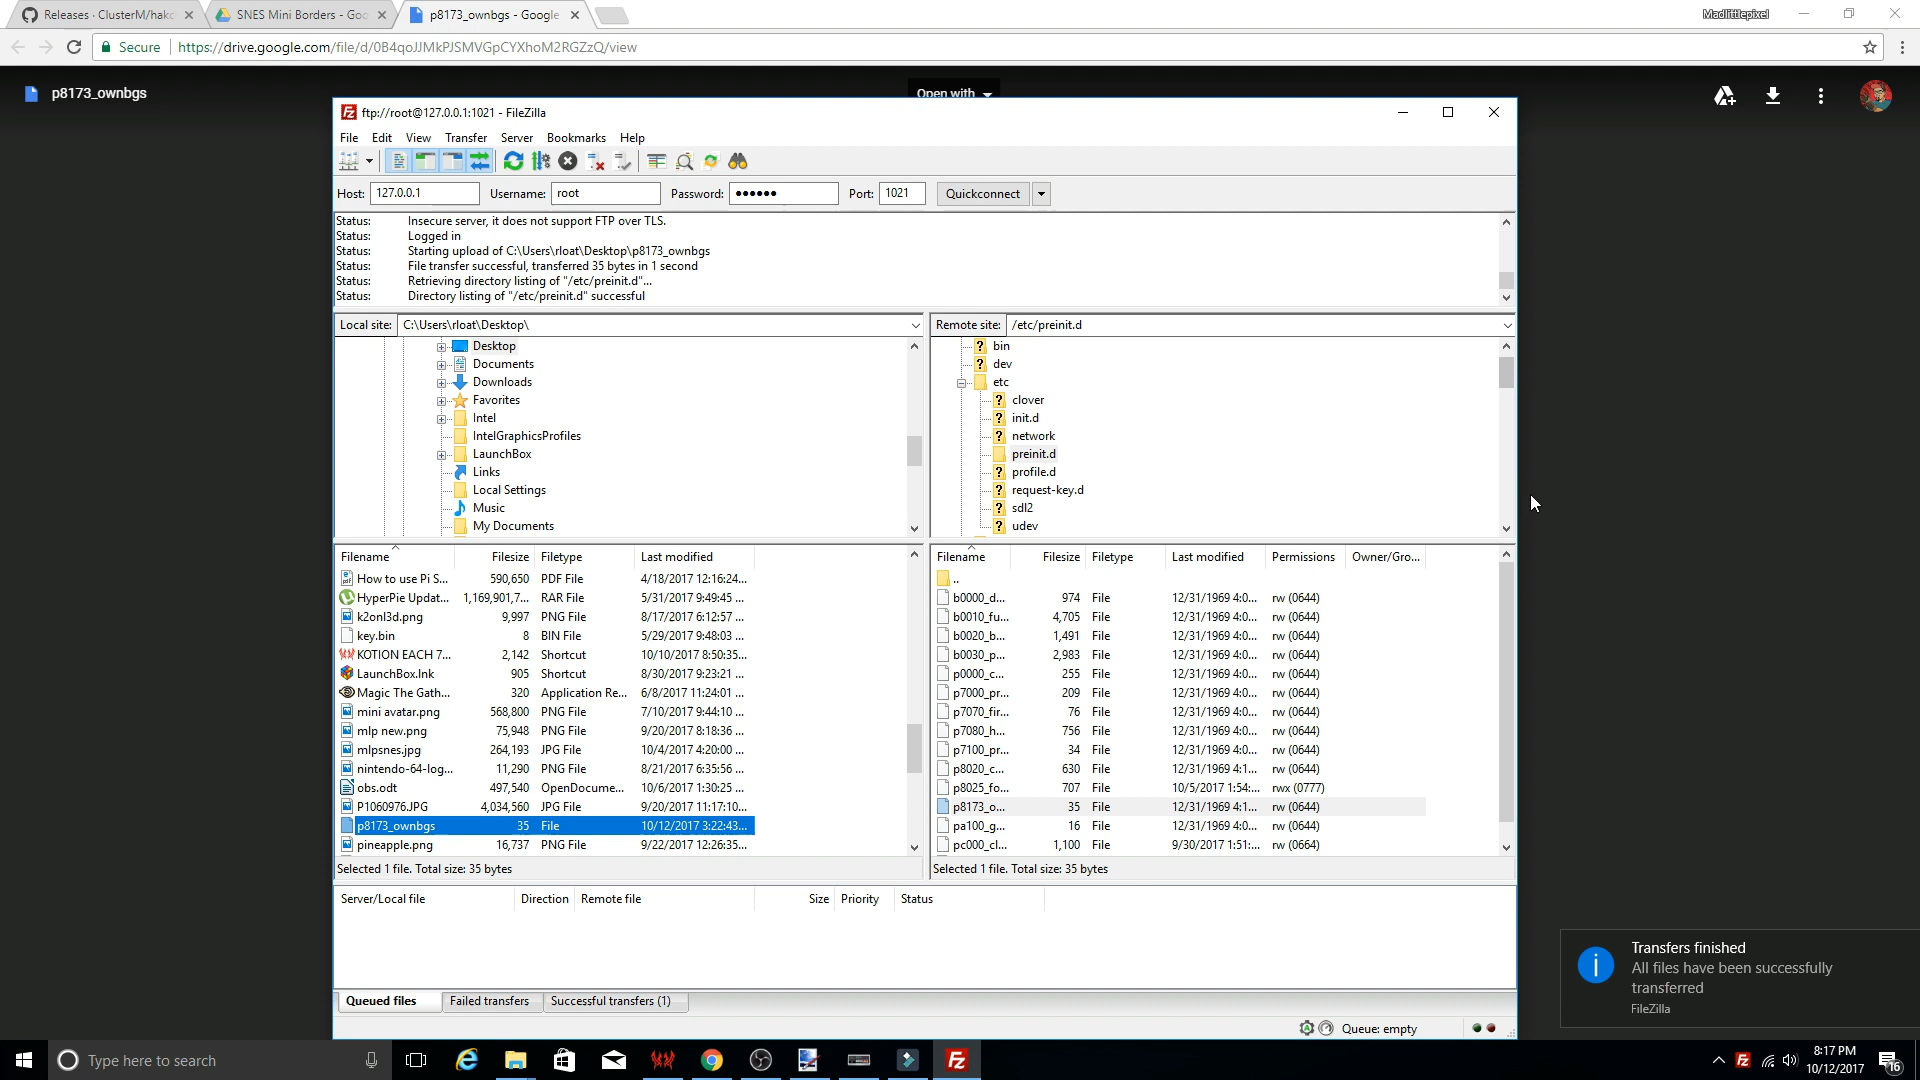 Releases · ClusterM/hakc
SNES Mini Borders - Goo
p8173_ownbgs - Google
Madlittlepixel
Secure
https://drive.google.com/file/d/0B4qoJJMkPJSMVGpCYXhoM2RGZzQ/view
p8173_ownbgs
Open with
ftp://root@127.0.0.1:1021 - FileZilla
File Edit View Transfer Server Bookmarks Help
Host: 127.0.0.1 Username: root Password: ●●●●●● Port: 1021 Quickconnect
Status: Insecure server, it does not support FTP over TLS.
Status: Logged in
Status: Starting upload of C:\Users\rloat\Desktop\p8173_ownbgs
Status: File transfer successful, transferred 35 bytes in 1 second
Status: Retrieving directory listing of "/etc/preinit.d"...
Status: Directory listing of "/etc/preinit.d" successful
Local site: C:\Users\rloat\Desktop\
Desktop
Documents
Downloads
Favorites
Intel
IntelGraphicsProfiles
LaunchBox
Links
Local Settings
Music
My Documents
Remote site: /etc/preinit.d
bin
dev
etc
clover
init.d
network
preinit.d
profile.d
request-key.d
sdl2
udev
Filename Filesize Filetype Last modified
How to use Pi S... 590,650 PDF File 4/18/2017 12:16:24...
HyperPie Updat... 1,169,901,7... RAR File 5/31/2017 9:49:45 ...
k2onl3d.png 9,997 PNG File 8/17/2017 6:12:57 ...
key.bin 8 BIN File 5/29/2017 9:48:03 ...
KOTION EACH 7... 2,142 Shortcut 10/10/2017 8:50:35...
LaunchBox.lnk 905 Shortcut 8/30/2017 9:23:21 ...
Magic The Gath... 320 Application Re... 6/8/2017 11:24:01 ...
mini avatar.png 568,800 PNG File 7/10/2017 9:44:10 ...
mlp new.png 75,948 PNG File 9/20/2017 8:18:36 ...
mlpsnes.jpg 264,193 JPG File 10/4/2017 4:20:00 ...
nintendo-64-log... 11,290 PNG File 8/21/2017 6:35:56 ...
obs.odt 497,540 OpenDocume... 10/6/2017 1:30:25 ...
P1060976.JPG 4,034,560 JPG File 9/20/2017 11:17:10...
p8173_ownbgs 35 File 10/12/2017 3:22:43...
pineapple.png 16,737 PNG File 9/22/2017 12:26:35...
Selected 1 file. Total size: 35 bytes
Filename Filesize Filetype Last modified Permissions Owner/Gro...
..
b0000_d... 974 File 12/31/1969 4:0... rw (0644)
b0010_fu... 4,705 File 12/31/1969 4:0... rw (0644)
b0020_b... 1,491 File 12/31/1969 4:0... rw (0644)
b0030_p... 2,983 File 12/31/1969 4:0... rw (0644)
p0000_c... 255 File 12/31/1969 4:0... rw (0644)
p7000_pr... 209 File 12/31/1969 4:0... rw (0644)
p7070_fir... 76 File 12/31/1969 4:0... rw (0644)
p7080_h... 756 File 12/31/1969 4:0... rw (0644)
p7100_pr... 34 File 12/31/1969 4:0... rw (0644)
p8020_c... 630 File 12/31/1969 4:1... rw (0644)
p8025_fo... 707 File 10/5/2017 1:54:... rwx (0777)
p8173_o... 35 File 12/31/1969 4:1... rw (0644)
pa100_g... 16 File 12/31/1969 4:0... rw (0644)
pc000_cl... 1,100 File 9/30/2017 1:51:... rw (0664)
Selected 1 file. Total size: 35 bytes
Server/Local file Direction Remote file Size Priority Status
Queued files Failed transfers Successful transfers (1)
Queue: empty
Transfers finished
All files have been successfully
transferred
FileZilla
Type here to search
8:17 PM
10/12/2017
16